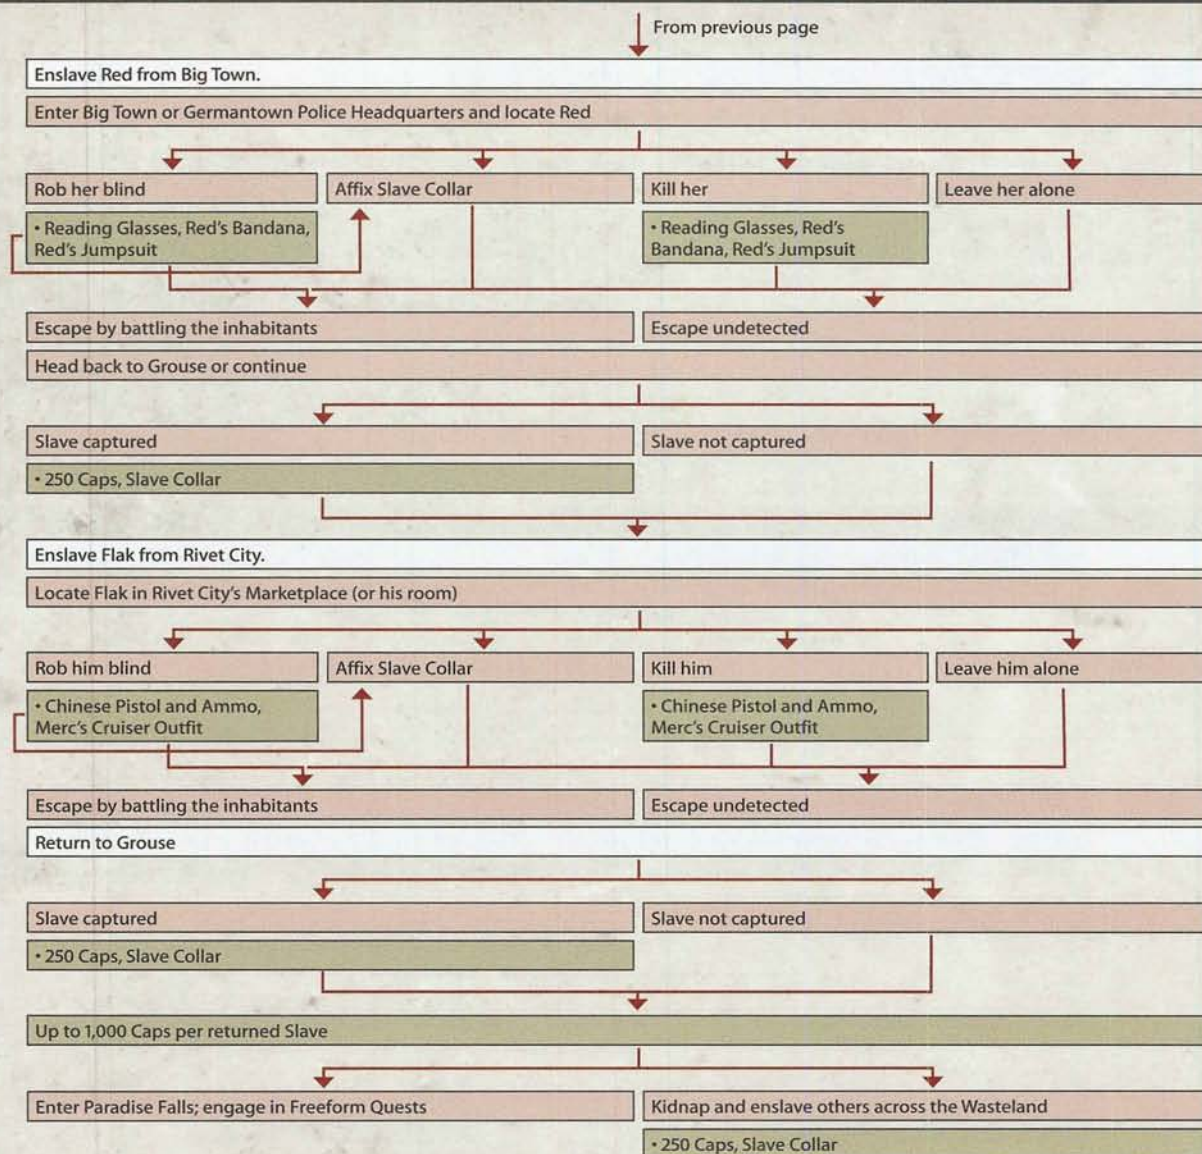 From previous page
Enslave Red from Big Town.
Enter Big Town or Germantown Police Headquarters and locate Red
Rob her blind
Affix Slave Collar
Kill her
Leave her alone
• Reading Glasses, Red's Bandana,
Red's Jumpsuit
• Reading Glasses, Red's
Bandana, Red's Jumpsuit
Escape by battling the inhabitants
Escape undetected
Head back to Grouse or continue
Slave captured
Slave not captured
• 250 Caps, Slave Collar
Enslave Flak from Rivet City.
Locate Flak in Rivet City's Marketplace (or his room)
Rob him blind
Affix Slave Collar
Kill him
Leave him alone
• Chinese Pistol and Ammo,
Merc's Cruiser Outfit
• Chinese Pistol and Ammo,
Merc's Cruiser Outfit
Escape by battling the inhabitants
Escape undetected
Return to Grouse
Slave captured
Slave not captured
• 250 Caps, Slave Collar
Up to 1,000 Caps per returned Slave
Enter Paradise Falls; engage in Freeform Quests
Kidnap and enslave others across the Wasteland
• 250 Caps, Slave Collar